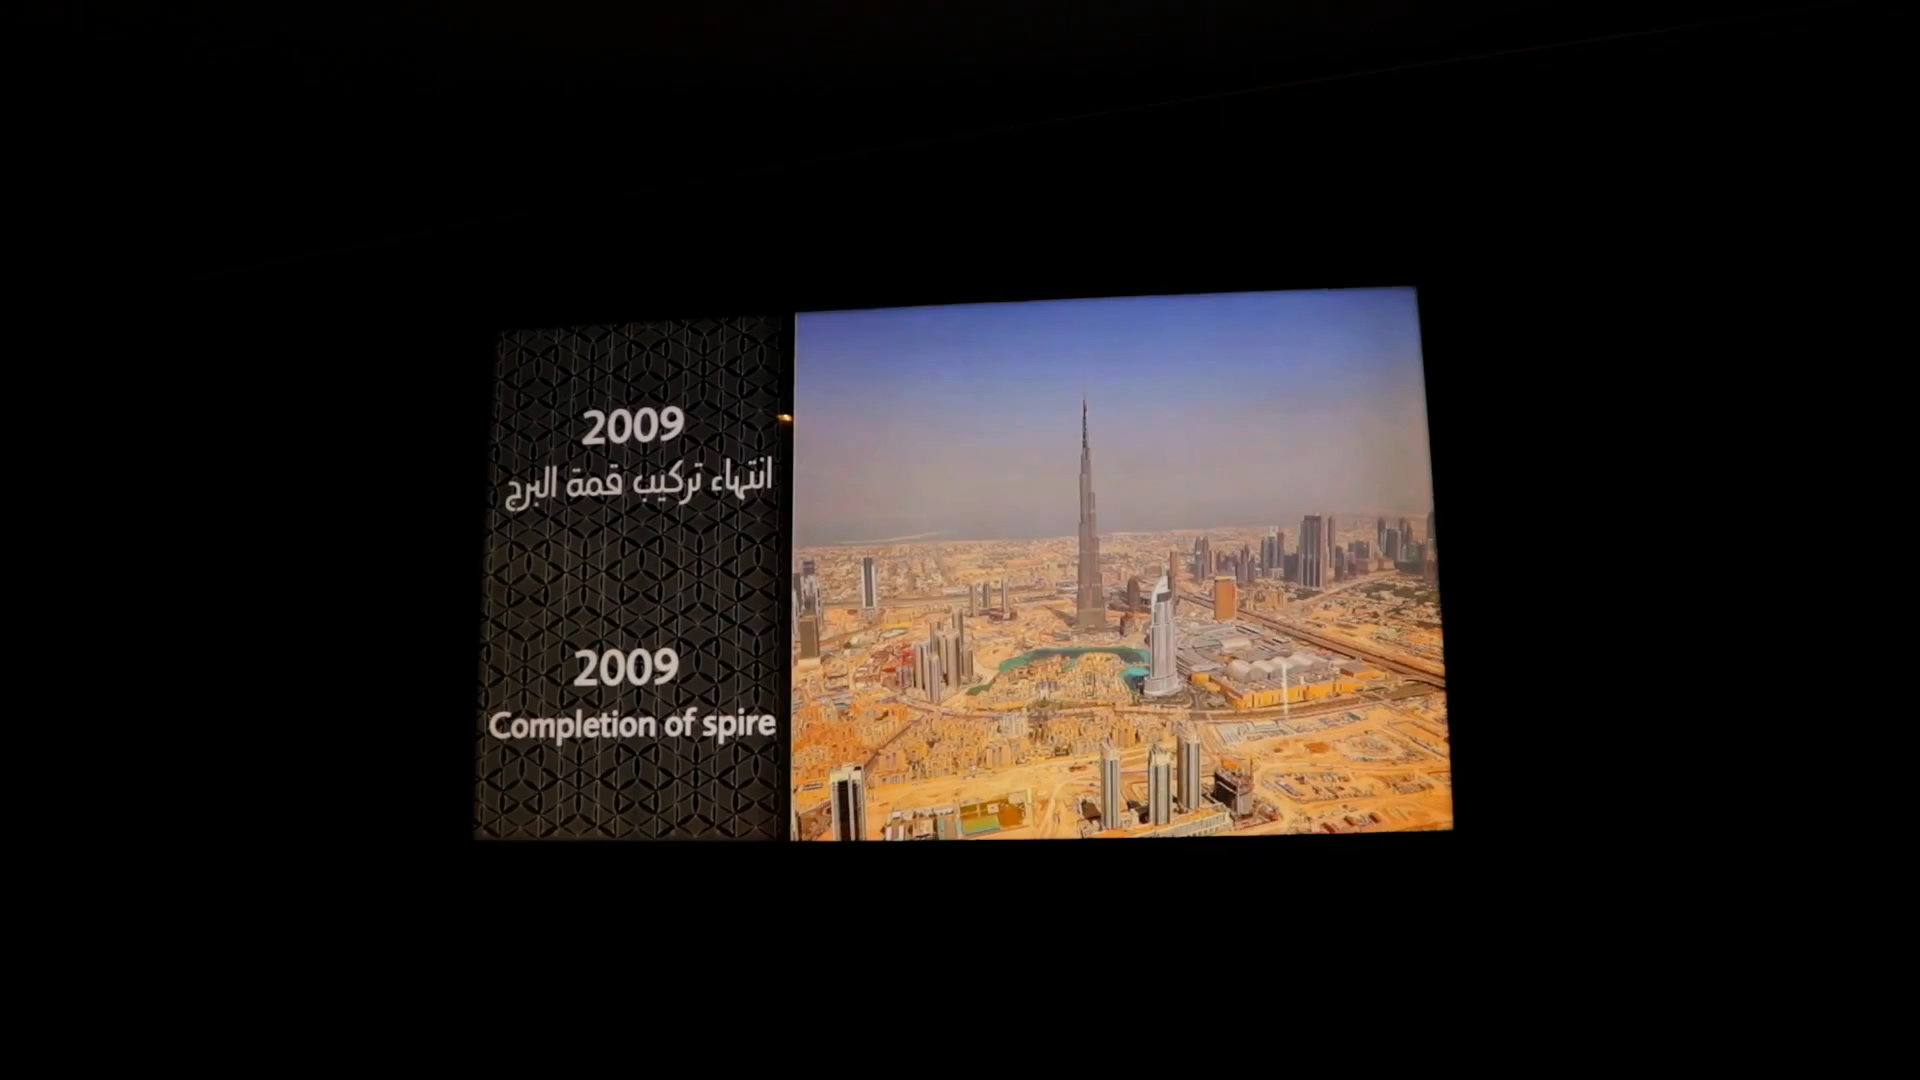 2009
انتهاء تركيب قمة البرج
2009
Completion of spire